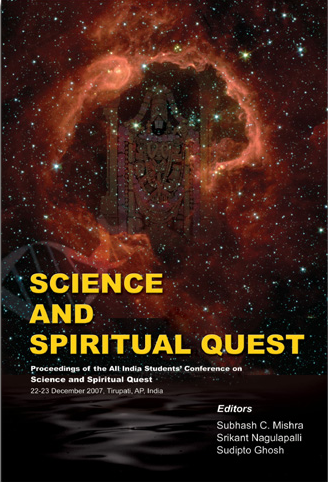 SCIENCE
AND
SPIRITUAL QUEST
Proceedings of the All India Students' Conference on
Science and Spiritual Quest
22-23 December 2007, Tirupati, AP, India
Editors
Subhash C. Mishra
Srikant Nagulapalli
Sudipto Ghosh